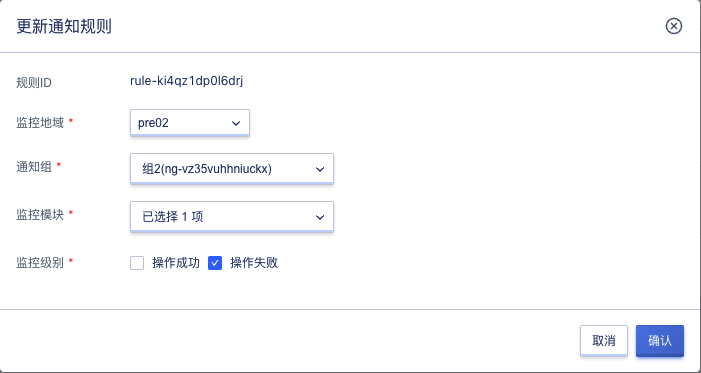 更新通知规则
规则ID rule-ki4qz1dp0l6drj
监控地域 * pre02
通知组 * 组2(ng-vz35vuhhniuckx)
监控模块 * 已选择 1 项
监控级别 * 操作成功 操作失败
取消 确认